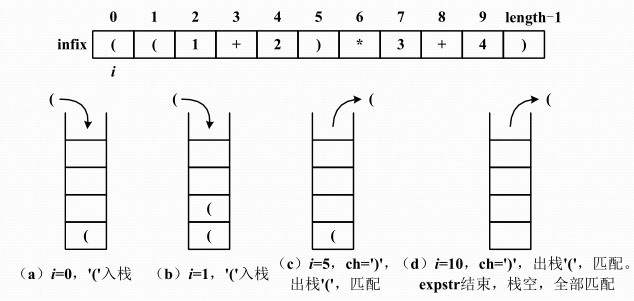 0 1 2 3 4 5 6 7 8 9 length-1
infix ( ( 1 + 2 ) * 3 + 4 )
i
( ( ( (
(
( ( (
(a) i=0, '('入栈
(b) i=1, '('入栈
(c) i=5, ch=')',
出栈'(', 匹配
(d) i=10, ch=')', 出栈'(', 匹配。
expstr结束, 栈空, 全部匹配